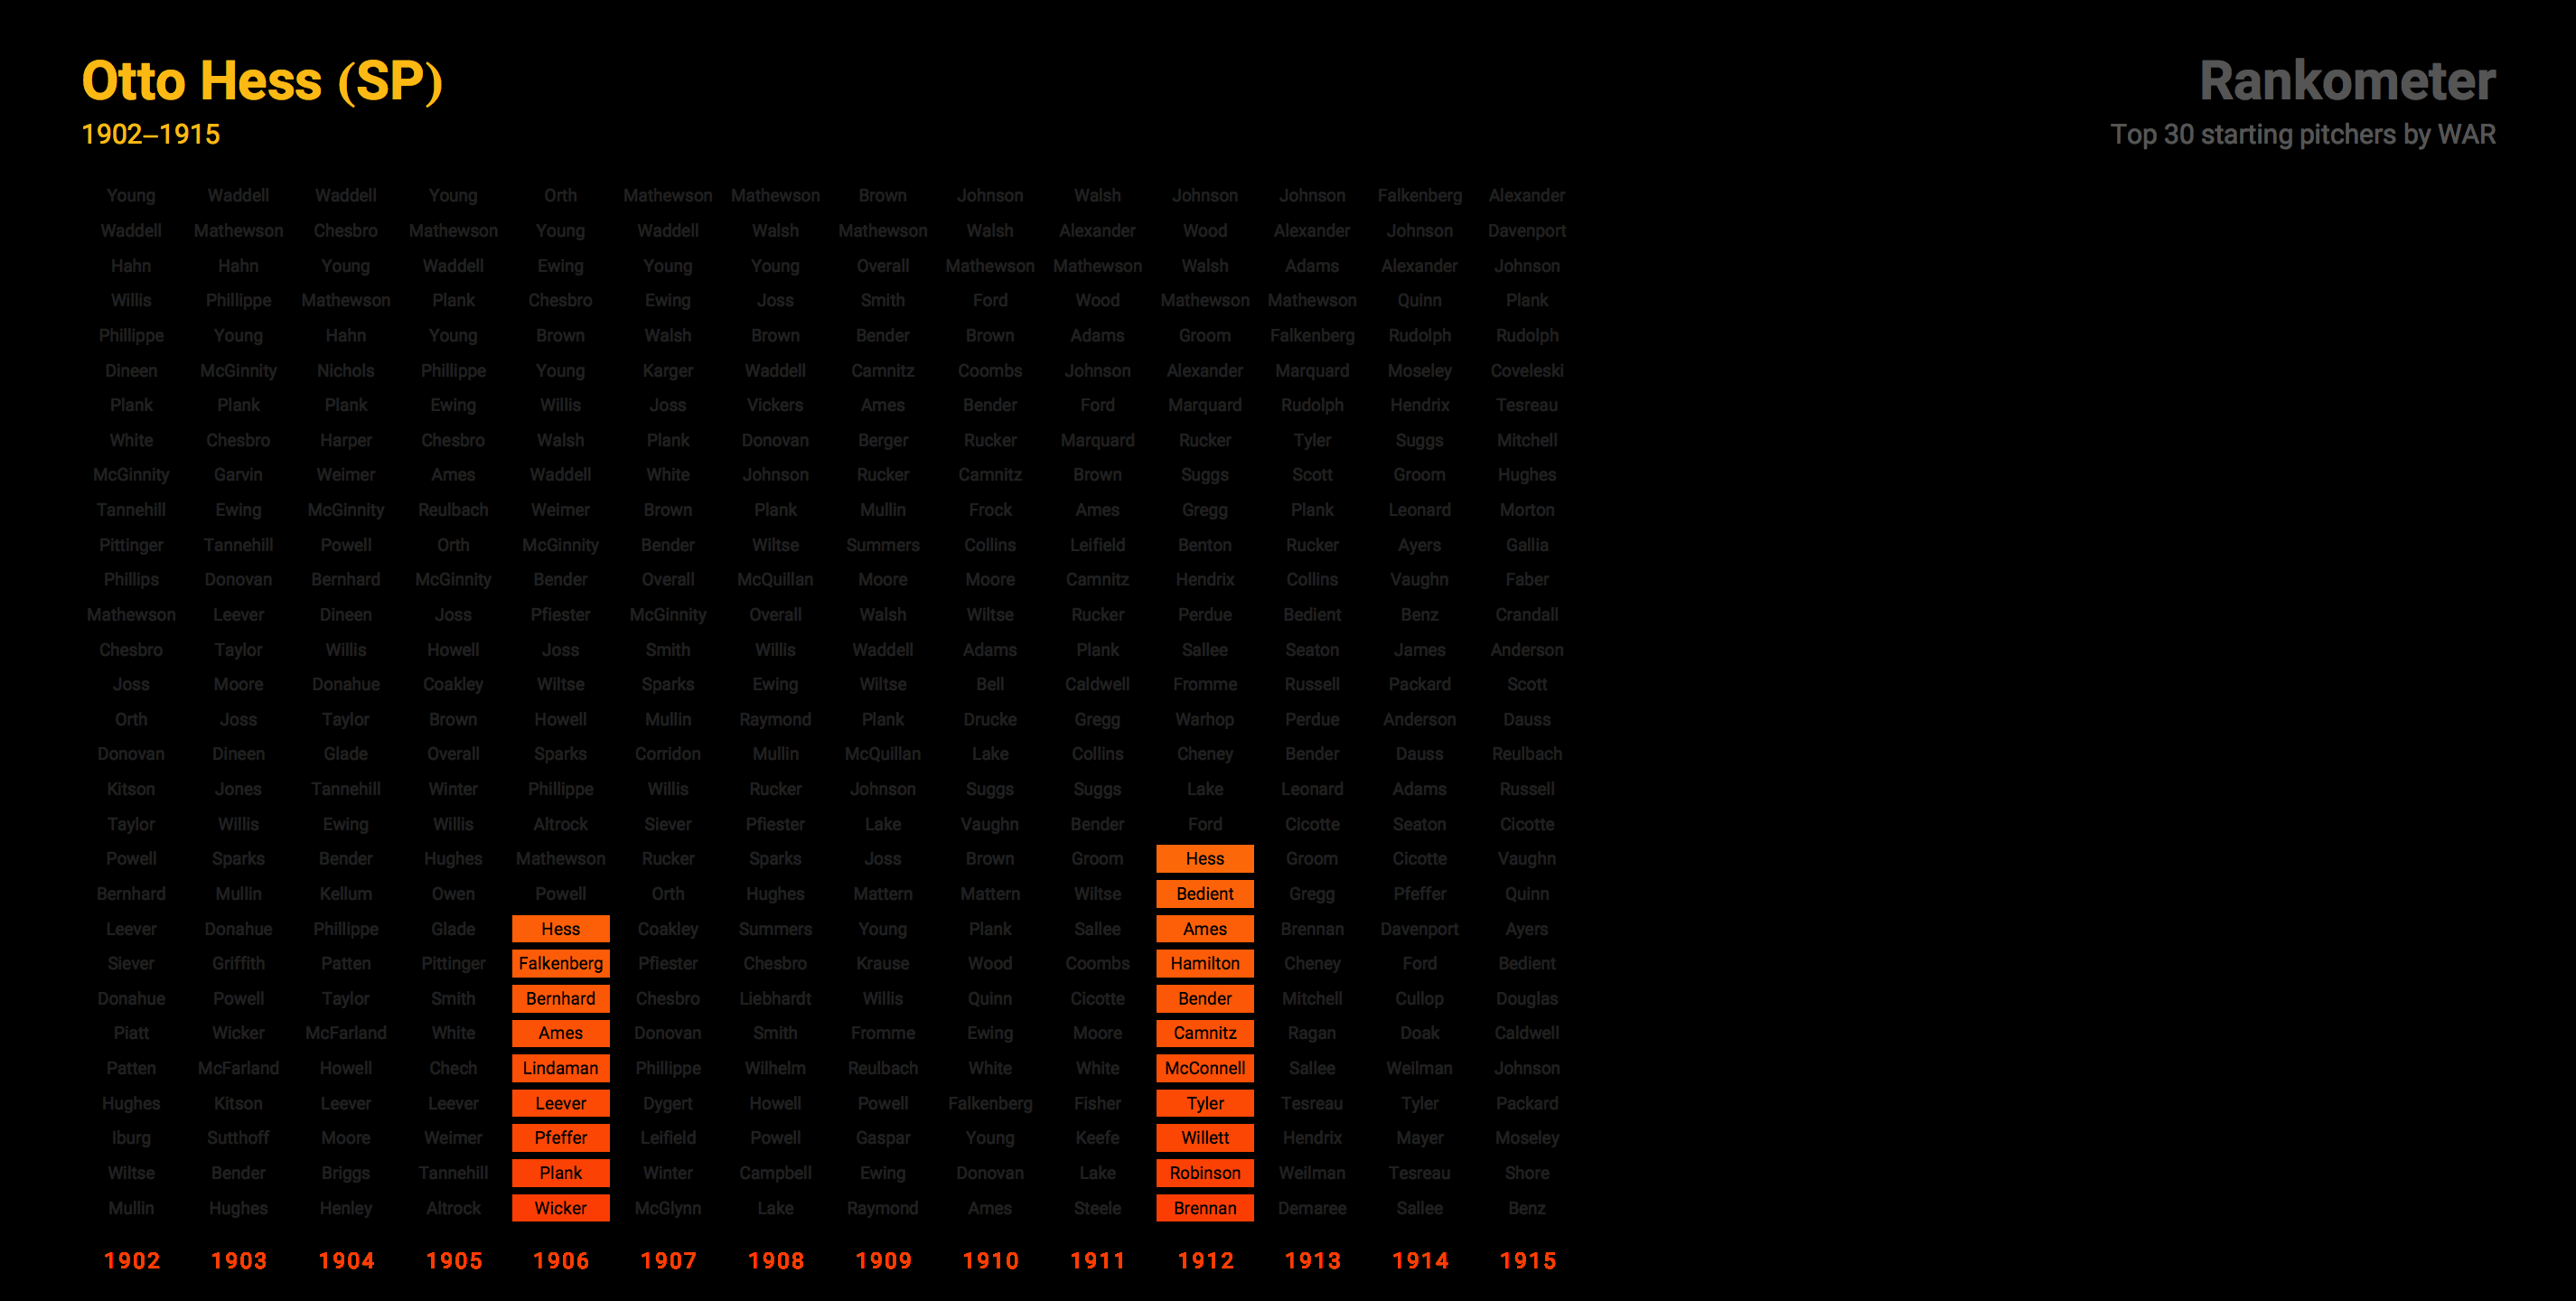 Otto Hess (SP)
1902–1915
Rankometer
Top 30 starting pitchers by WAR
Young Waddell Waddell Young Orth Mathewson Mathewson Brown Johnson Walsh Johnson Johnson Falkenberg Alexander
Waddell Mathewson Chesbro Mathewson Young Waddell Walsh Mathewson Walsh Alexander Wood Alexander Johnson Davenport
Hahn Hahn Young Waddell Ewing Young Young Overall Mathewson Mathewson Walsh Adams Alexander Johnson
Willis Phillippe Mathewson Plank Chesbro Ewing Joss Smith Ford Wood Mathewson Mathewson Quinn Plank
Phillippe Young Hahn Young Brown Walsh Brown Bender Brown Adams Groom Falkenberg Rudolph Rudolph
Dineen McGinnity Nichols Phillippe Young Karger Waddell Camnitz Coombs Johnson Alexander Marquard Moseley Coveleski
Plank Plank Plank Ewing Willis Joss Vickers Ames Bender Ford Marquard Rudolph Hendrix Tesreau
White Chesbro Harper Chesbro Walsh Plank Donovan Berger Rucker Marquard Rucker Tyler Suggs Mitchell
McGinnity Garvin Weimer Ames Waddell White Johnson Rucker Camnitz Brown Suggs Scott Groom Hughes
Tannehill Ewing McGinnity Reulbach Weimer Brown Plank Mullin Frock Ames Gregg Plank Leonard Morton
Pittinger Tannehill Powell Orth McGinnity Bender Wiltse Summers Collins Leifield Benton Rucker Ayers Gallia
Phillips Donovan Bernhard McGinnity Bender Overall McQuillan Moore Moore Camnitz Hendrix Collins Vaughn Faber
Mathewson Leever Dineen Joss Pfiester McGinnity Overall Walsh Wiltse Rucker Perdue Bedient Benz Crandall
Chesbro Taylor Willis Howell Joss Smith Willis Waddell Adams Plank Sallee Seaton James Anderson
Joss Moore Donahue Coakley Wiltse Sparks Ewing Wiltse Bell Caldwell Fromme Russell Packard Scott
Orth Joss Taylor Brown Howell Mullin Raymond Plank Drucke Gregg Warhop Perdue Anderson Dauss
Donovan Dineen Glade Overall Sparks Corridon Mullin McQuillan Lake Collins Cheney Bender Dauss Reulbach
Kitson Jones Tannehill Winter Phillippe Willis Rucker Johnson Suggs Suggs Lake Leonard Adams Russell
Taylor Willis Ewing Willis Altrock Siever Pfiester Lake Vaughn Bender Ford Cicotte Seaton Cicotte
Powell Sparks Bender Hughes Mathewson Rucker Sparks Joss Brown Groom Hess Groom Cicotte Vaughn
Bernhard Mullin Kellum Owen Powell Orth Hughes Mattern Mattern Wiltse Bedient Gregg Pfeffer Quinn
Leever Donahue Phillippe Glade Hess Coakley Summers Young Plank Sallee Ames Brennan Davenport Ayers
Siever Griffith Patten Pittinger Falkenberg Pfiester Chesbro Krause Wood Coombs Hamilton Cheney Ford Bedient
Donahue Powell Taylor Smith Bernhard Chesbro Liebhardt Willis Quinn Cicotte Bender Mitchell Cullop Douglas
Piatt Wicker McFarland White Ames Donovan Smith Fromme Ewing Moore Camnitz Ragan Doak Caldwell
Patten McFarland Howell Chech Lindaman Phillippe Wilhelm Reulbach White White McConnell Sallee Weilman Johnson
Hughes Kitson Leever Leever Leever Dygert Howell Powell Falkenberg Fisher Tyler Tesreau Tyler Packard
Iburg Sutthoff Moore Weimer Pfeffer Leifield Powell Gaspar Young Keefe Willett Hendrix Mayer Moseley
Wiltse Bender Briggs Tannehill Plank Winter Campbell Ewing Donovan Lake Robinson Weilman Tesreau Shore
Mullin Hughes Henley Altrock Wicker McGlynn Lake Raymond Ames Steele Brennan Demaree Sallee Benz
1902 1903 1904 1905 1906 1907 1908 1909 1910 1911 1912 1913 1914 1915